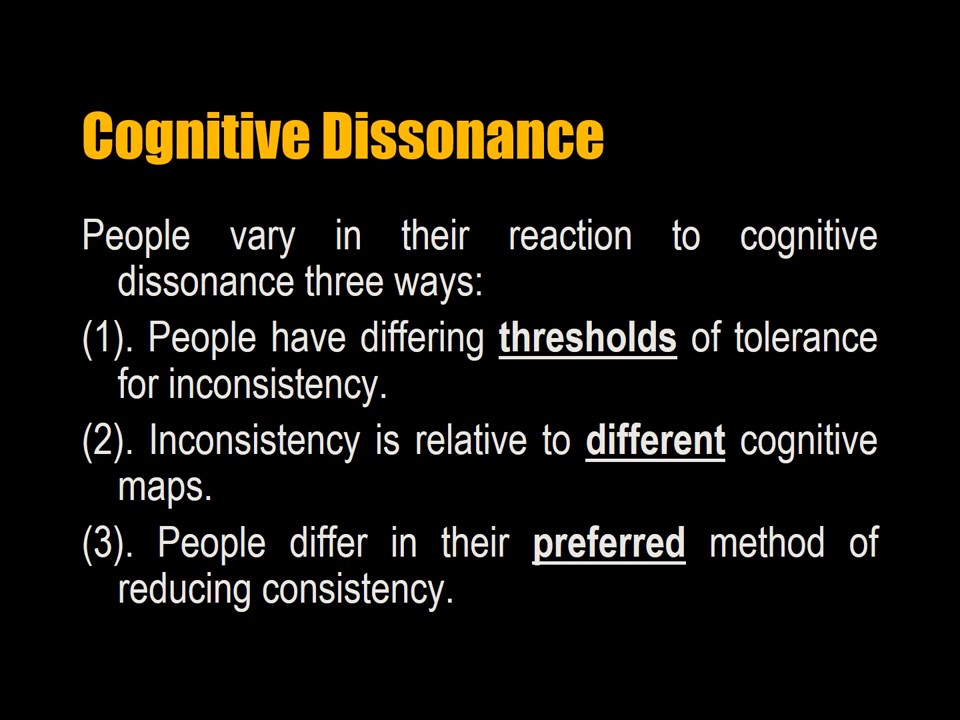 Cognitive Dissonance
People vary in their reaction to cognitive
dissonance three ways:
(1). People have differing thresholds of tolerance
for inconsistency.
(2). Inconsistency is relative to different cognitive
maps.
(3). People differ in their preferred method of
reducing consistency.